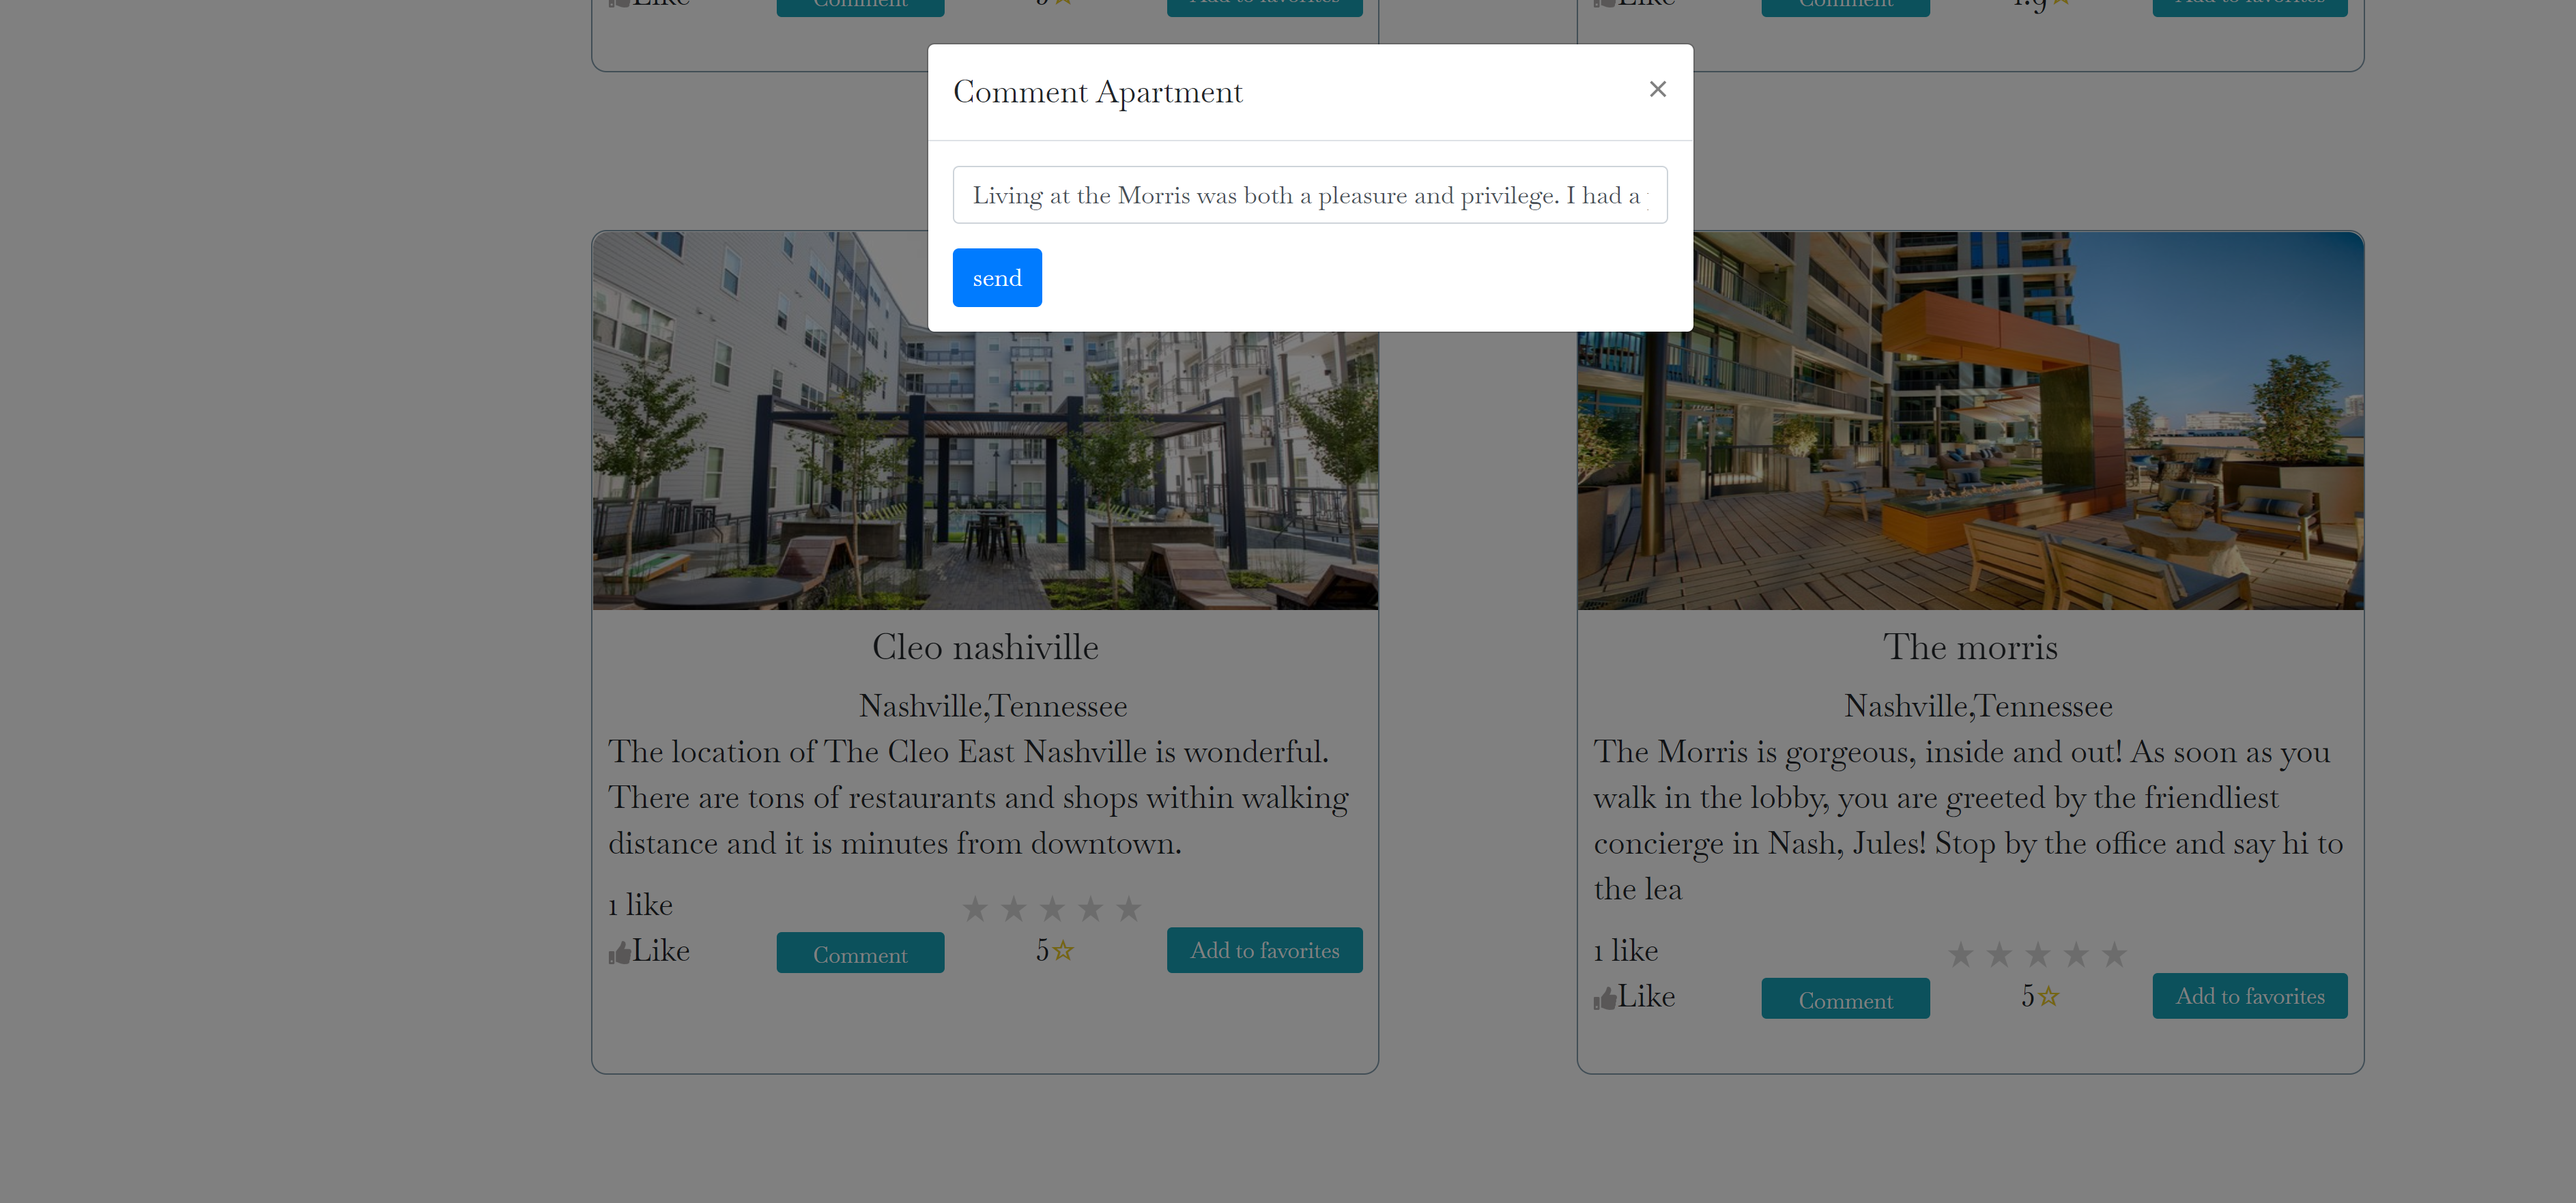 Like
Comment
5
Add to favorites
Like
Comment
1.9
Add to favorites
Comment Apartment
×
Living at the Morris was both a pleasure and privilege. I had a
send
Cleo nashiville
Nashville,Tennessee
The location of The Cleo East Nashville is wonderful.
There are tons of restaurants and shops within walking
distance and it is minutes from downtown.
1 like
Like
Comment
5
Add to favorites
The morris
Nashville,Tennessee
The Morris is gorgeous, inside and out! As soon as you
walk in the lobby, you are greeted by the friendliest
concierge in Nash, Jules! Stop by the office and say hi to
the lea
1 like
Like
Comment
5
Add to favorites